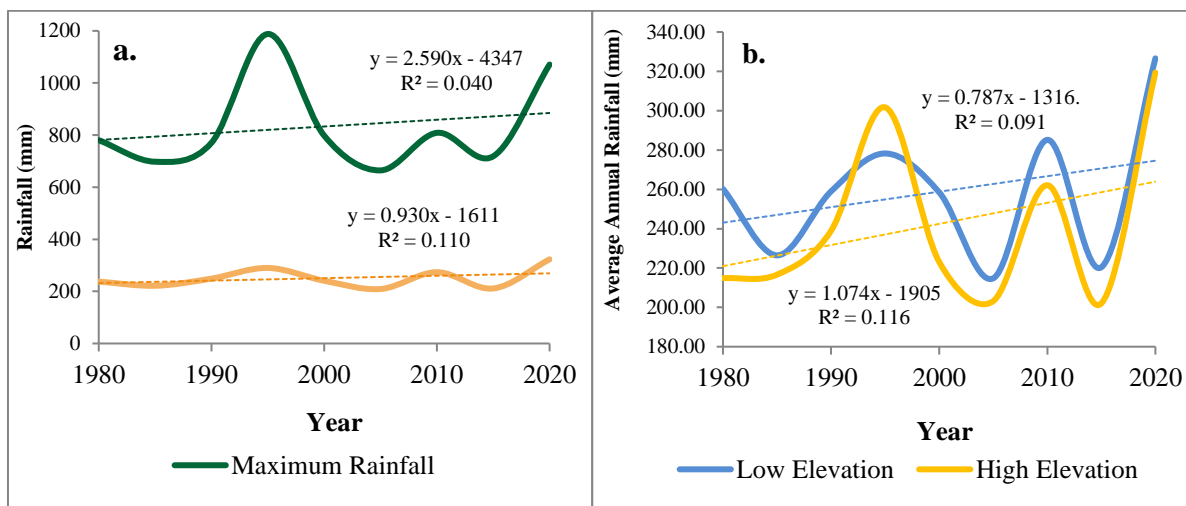 a.
Rainfall (mm)
1200
1000
800
600
400
200
0
y = 2.590x - 4347
R² = 0.040
y = 0.930x - 1611
R² = 0.110
1980 1990 2000 2010 2020
Year
Maximum Rainfall
b.
Average Annual Rainfall (mm)
340.00
320.00
300.00
280.00
260.00
240.00
220.00
200.00
180.00
y = 0.787x - 1316.
R² = 0.091
y = 1.074x - 1905
R² = 0.116
1980 1990 2000 2010 2020
Year
Low Elevation High Elevation